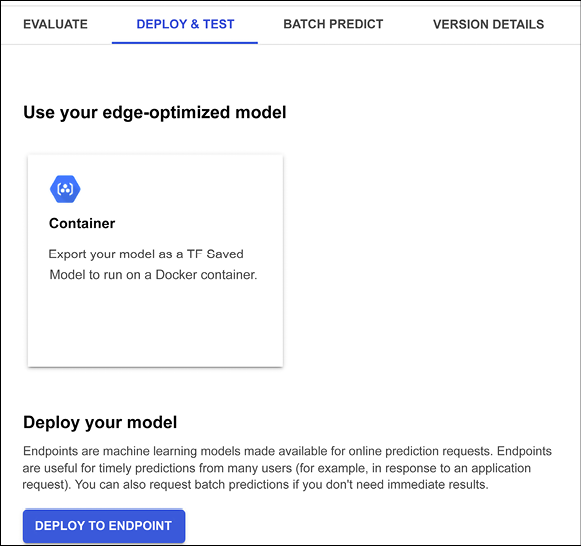 EVALUATE DEPLOY & TEST BATCH PREDICT VERSION DETAILS
Use your edge-optimized model
Container
Export your model as a TF Saved
Model to run on a Docker container.
Deploy your model
Endpoints are machine learning models made available for online prediction requests. Endpoints
are useful for timely predictions from many users (for example, in response to an application
request). You can also request batch predictions if you don't need immediate results.
DEPLOY TO ENDPOINT